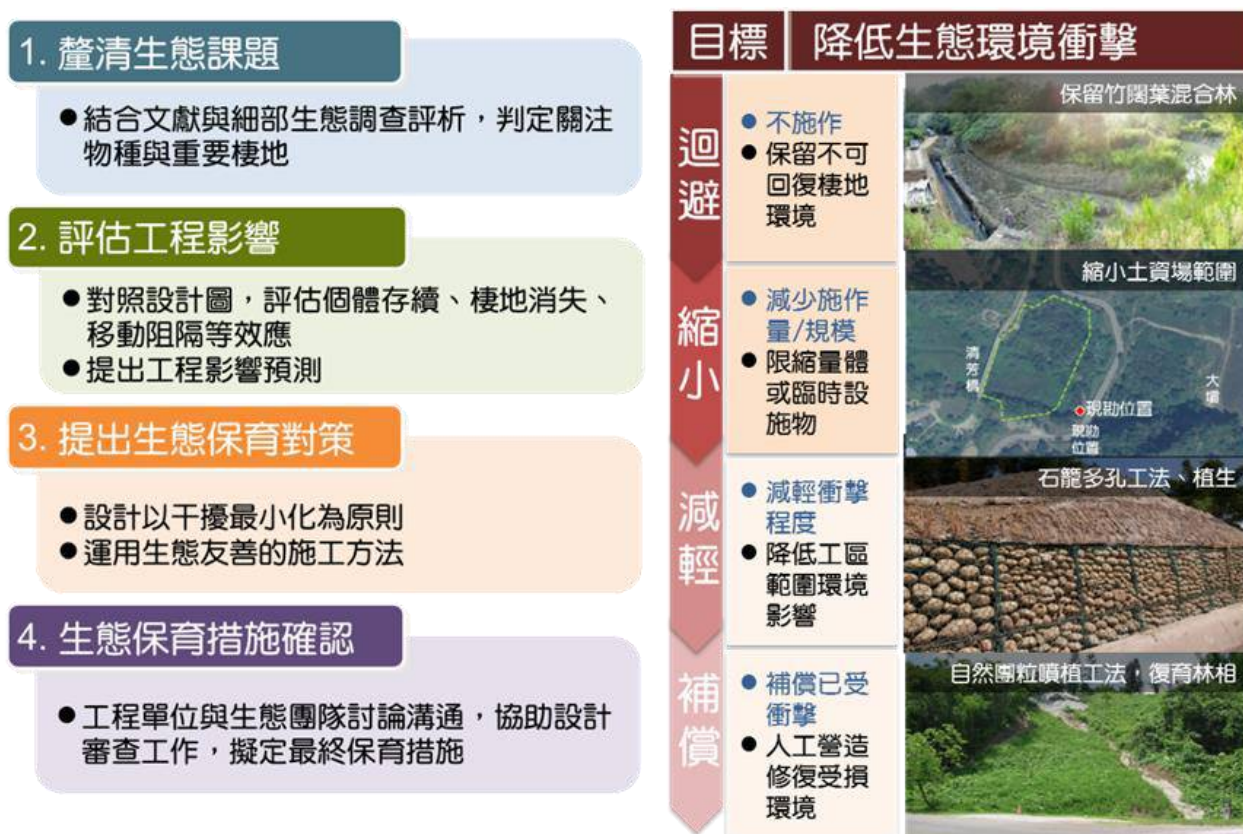 1. 釐清生態課題
●結合文獻與細部生態調查評析,判定關注
物種與重要棲地
2. 評估工程影響
●對照設計圖,評估個體存續、棲地消失、
移動阻隔等效應
●提出工程影響預測
3. 提出生態保育對策
●設計以干擾最小化為原則
●運用生態友善的施工方法
4. 生態保育措施確認
●工程單位與生態團隊討論溝通,協助設計
審查工作,擬定最終保育措施
目標 降低生態環境衝擊
迴避
●不施作
●保留不可
回復棲地
環境
保留竹闊葉混合林
縮小
●減少施作
量/規模
●限縮量體
或臨時設
施物
縮小土資場範圍
清芳橋
大壩
現勘位置
現勘
位置
減輕
●減輕衝擊
程度
●降低工區
範圍環境
影響
石籠多孔工法、植生
補償
●補償已受
衝擊
●人工營造
修復受損
環境
自然團粒噴植工法,復育林相